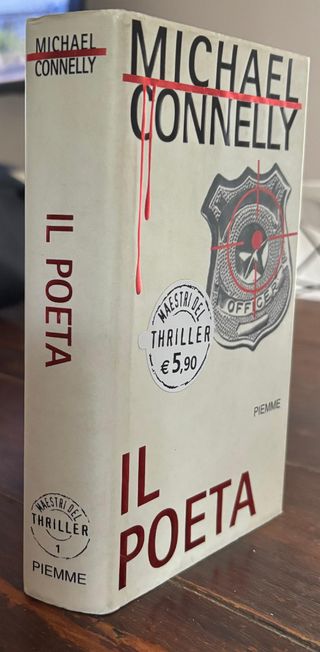 MICHAEL
CONNELLY
IL POETA
MAESTRI DEL
THRILLER
1
PIEMME
MICHAEL
CONNELLY
OFFICER
MAESTRI DEL
THRILLER
€ 5,90
PIEMME
IL
POETA